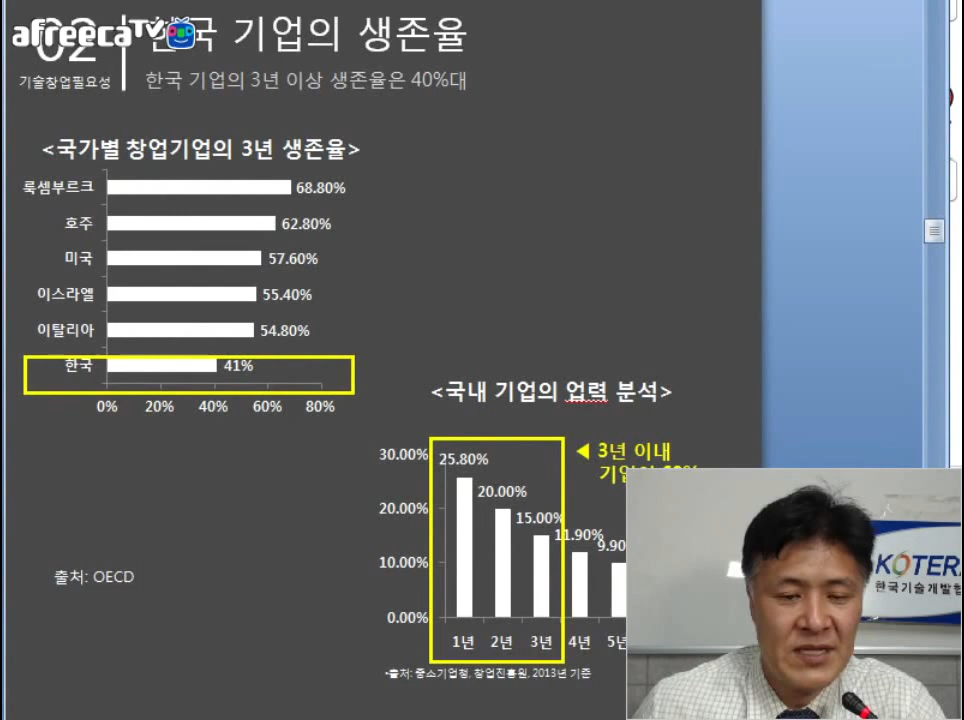 afreecaTV
02
한국 기업의 생존율
기술창업필요성
한국 기업의 3년 이상 생존율은 40%대
<국가별 창업기업의 3년 생존율>
룩셈부르크 68.80%
호주 62.80%
미국 57.60%
이스라엘 55.40%
이탈리아 54.80%
한국 41%
0% 20% 40% 60% 80%
출처: OECD
<국내 기업의 업력 분석>
◀ 3년 이내
30.00%
20.00%
10.00%
0.00%
25.80%
20.00%
15.00%
11.90%
9.90
1년 2년 3년 4년 5년
•출처: 중소기업청, 창업진흥원, 2013년 기준
KOTER
한국기술개발협